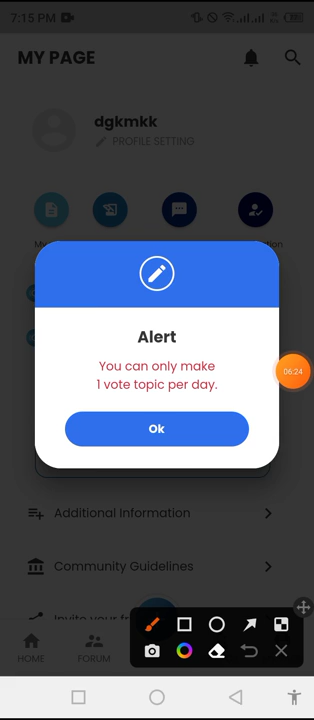 7:15 PM
MY PAGE
dgkmkk
PROFILE SETTING
Alert
You can only make
1 vote topic per day.
Ok
06:24
Additional Information
Community Guidelines
Invite your fr
HOME
FORUM